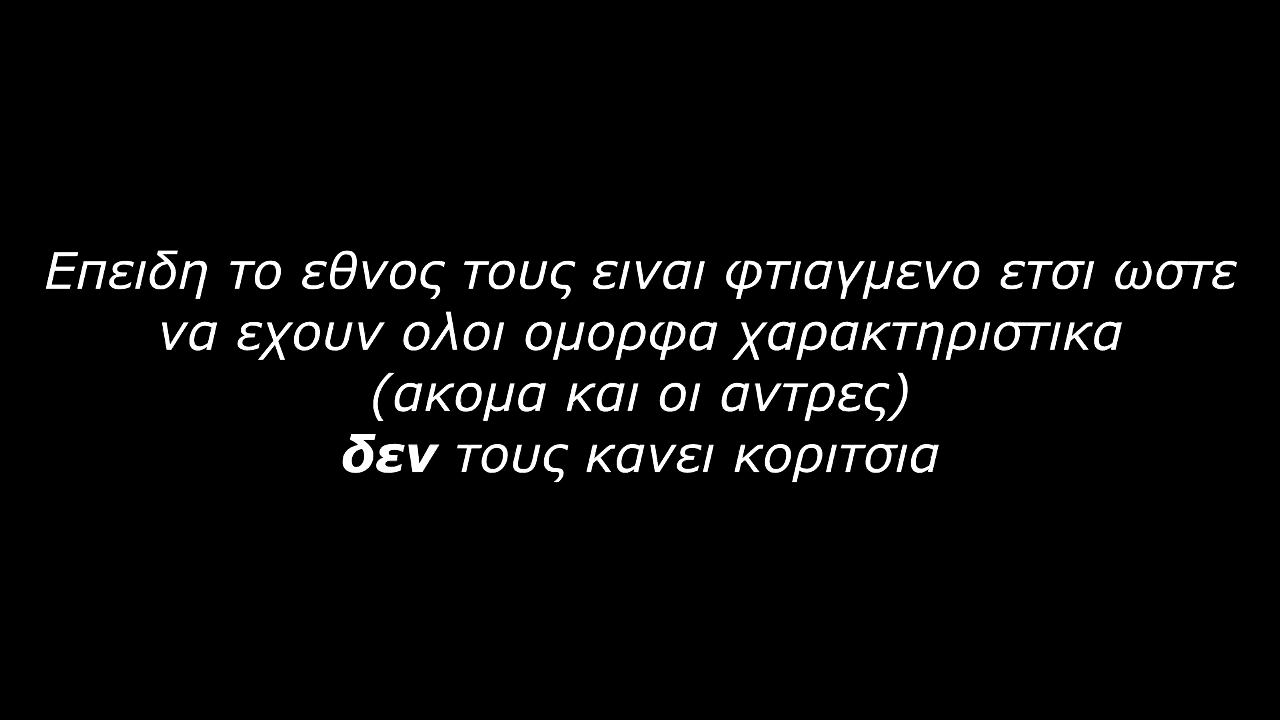 Επειδη το εθνος τους ειναι φτιαγμενο ετσι ωστε
να εχουν ολοι ομορφα χαρακτηριστικα
(ακομα και οι αντρες)
δεν τους κανει κοριτσια